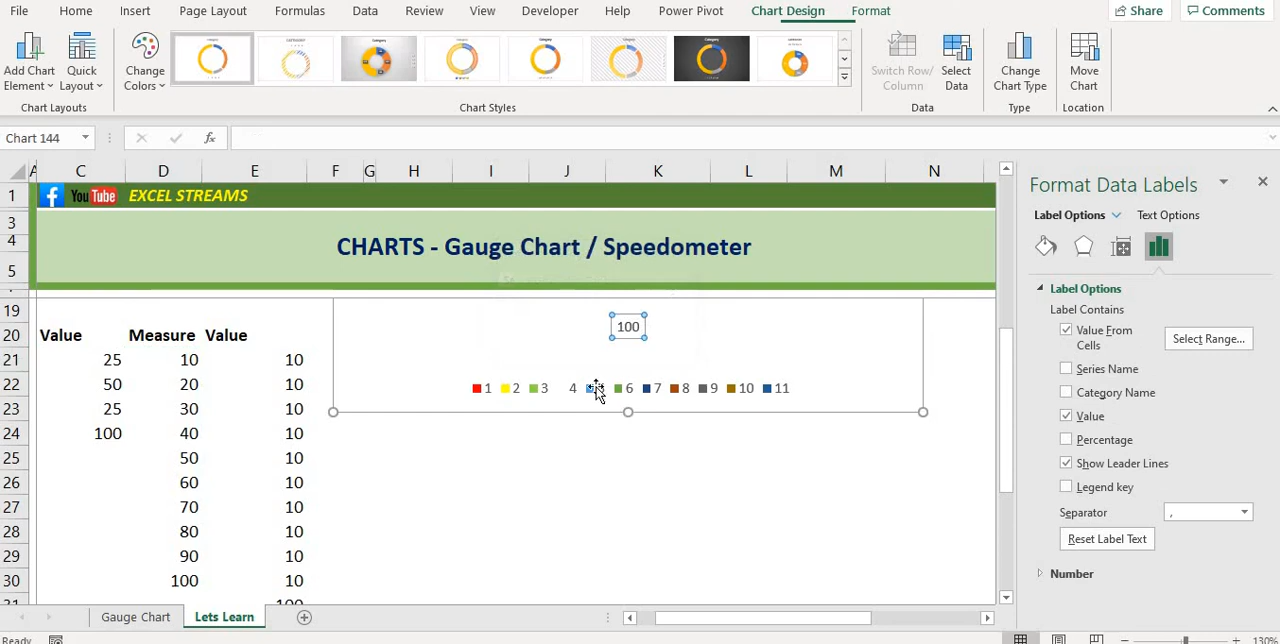 File Home Insert Page Layout Formulas Data Review View Developer Help Power Pivot Chart Design Format Share Comments
Add Chart Element Quick Layout Change Colors Switch Row/ Column Select Data Change Chart Type Move Chart
Chart Layouts Chart Styles Data Type Location
Chart 144 fx
A C D E F G H I J K L M N
1 f YouTube EXCEL STREAMS
3
4 CHARTS - Gauge Chart / Speedometer
5
19
20 Value Measure Value
21 25 10 10
22 50 20 10
23 25 30 10
24 100 40 10
25 50 10
26 60 10
27 70 10
28 80 10
29 90 10
30 100 10
31 100
100
1 2 3 4 5 6 7 8 9 10 11
Format Data Labels
Label Options Text Options
Label Options
Label Contains
Value From Cells Select Range...
Series Name
Category Name
Value
Percentage
Show Leader Lines
Legend key
Separator ,
Reset Label Text
Number
Gauge Chart Lets Learn
Ready 130%